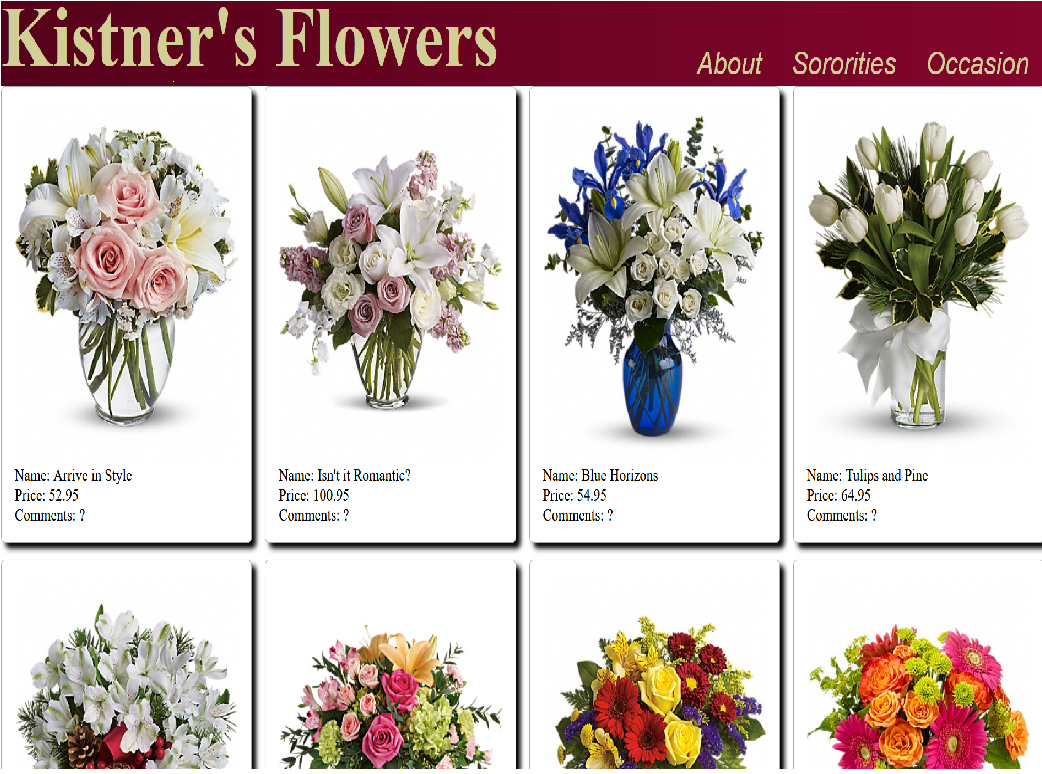 Kistner's Flowers
About Sororities Occasion
Name: Arrive in Style
Price: 52.95
Comments: ?
Name: Isn't it Romantic?
Price: 100.95
Comments: ?
Name: Blue Horizons
Price: 54.95
Comments: ?
Name: Tulips and Pine
Price: 64.95
Comments: ?